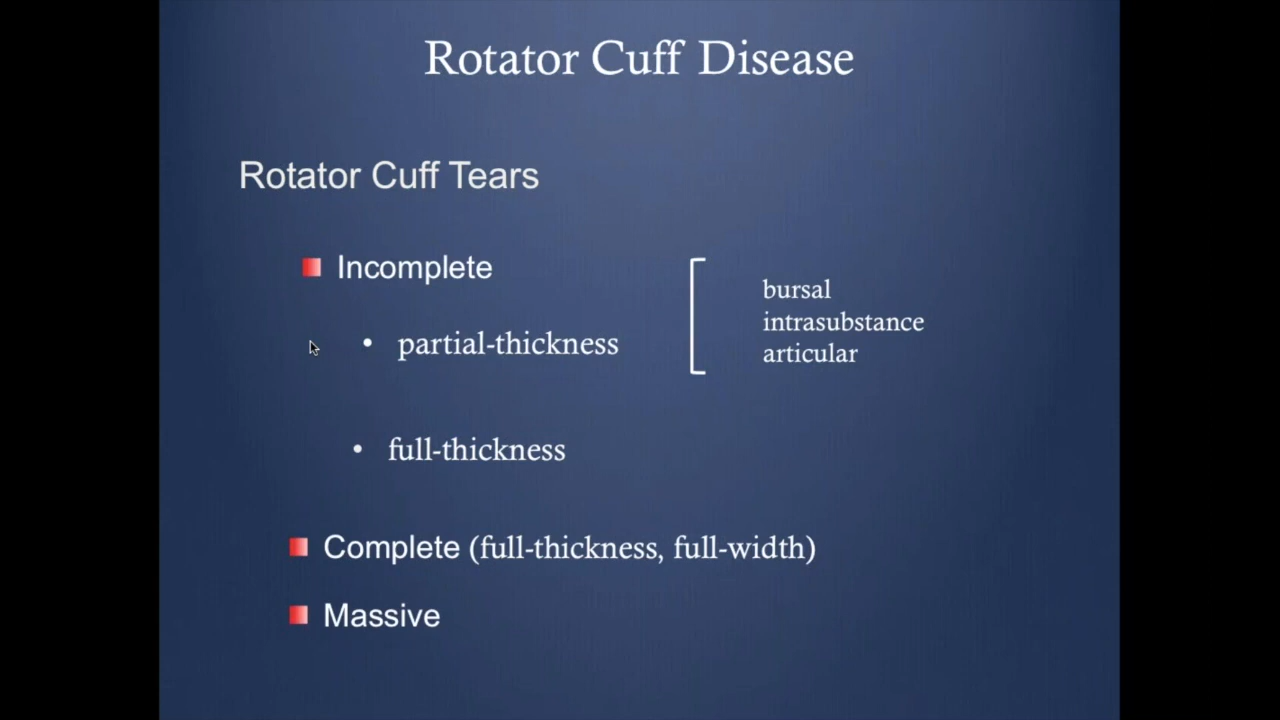 Rotator Cuff Disease
Rotator Cuff Tears
Incomplete
• partial-thickness
bursal
intrasubstance
articular
• full-thickness
Complete (full-thickness, full-width)
Massive